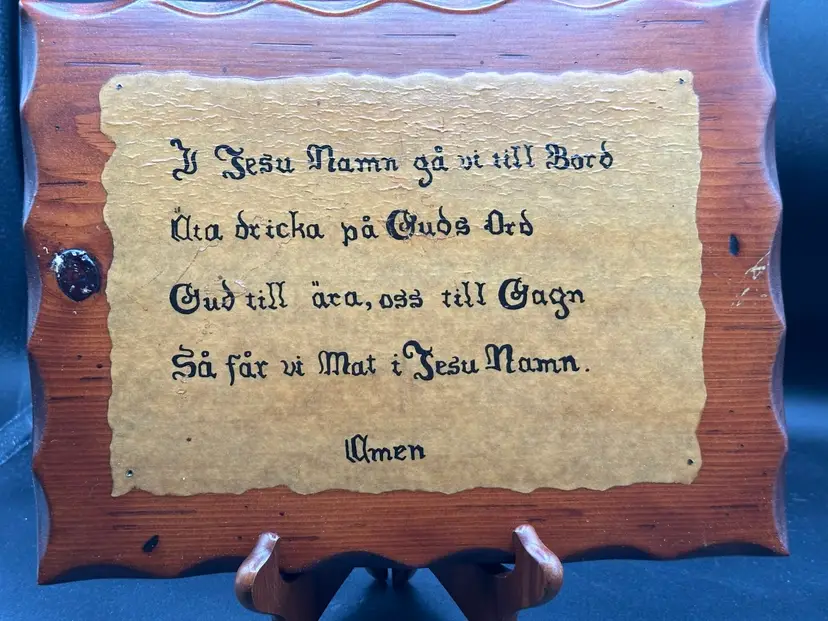 I Jesu Namn gå vi till Bord
Äta dricka på Guds Ord
Gud till ära, oss till Gagn
Så får vi Mat i Jesu Namn.
Amen